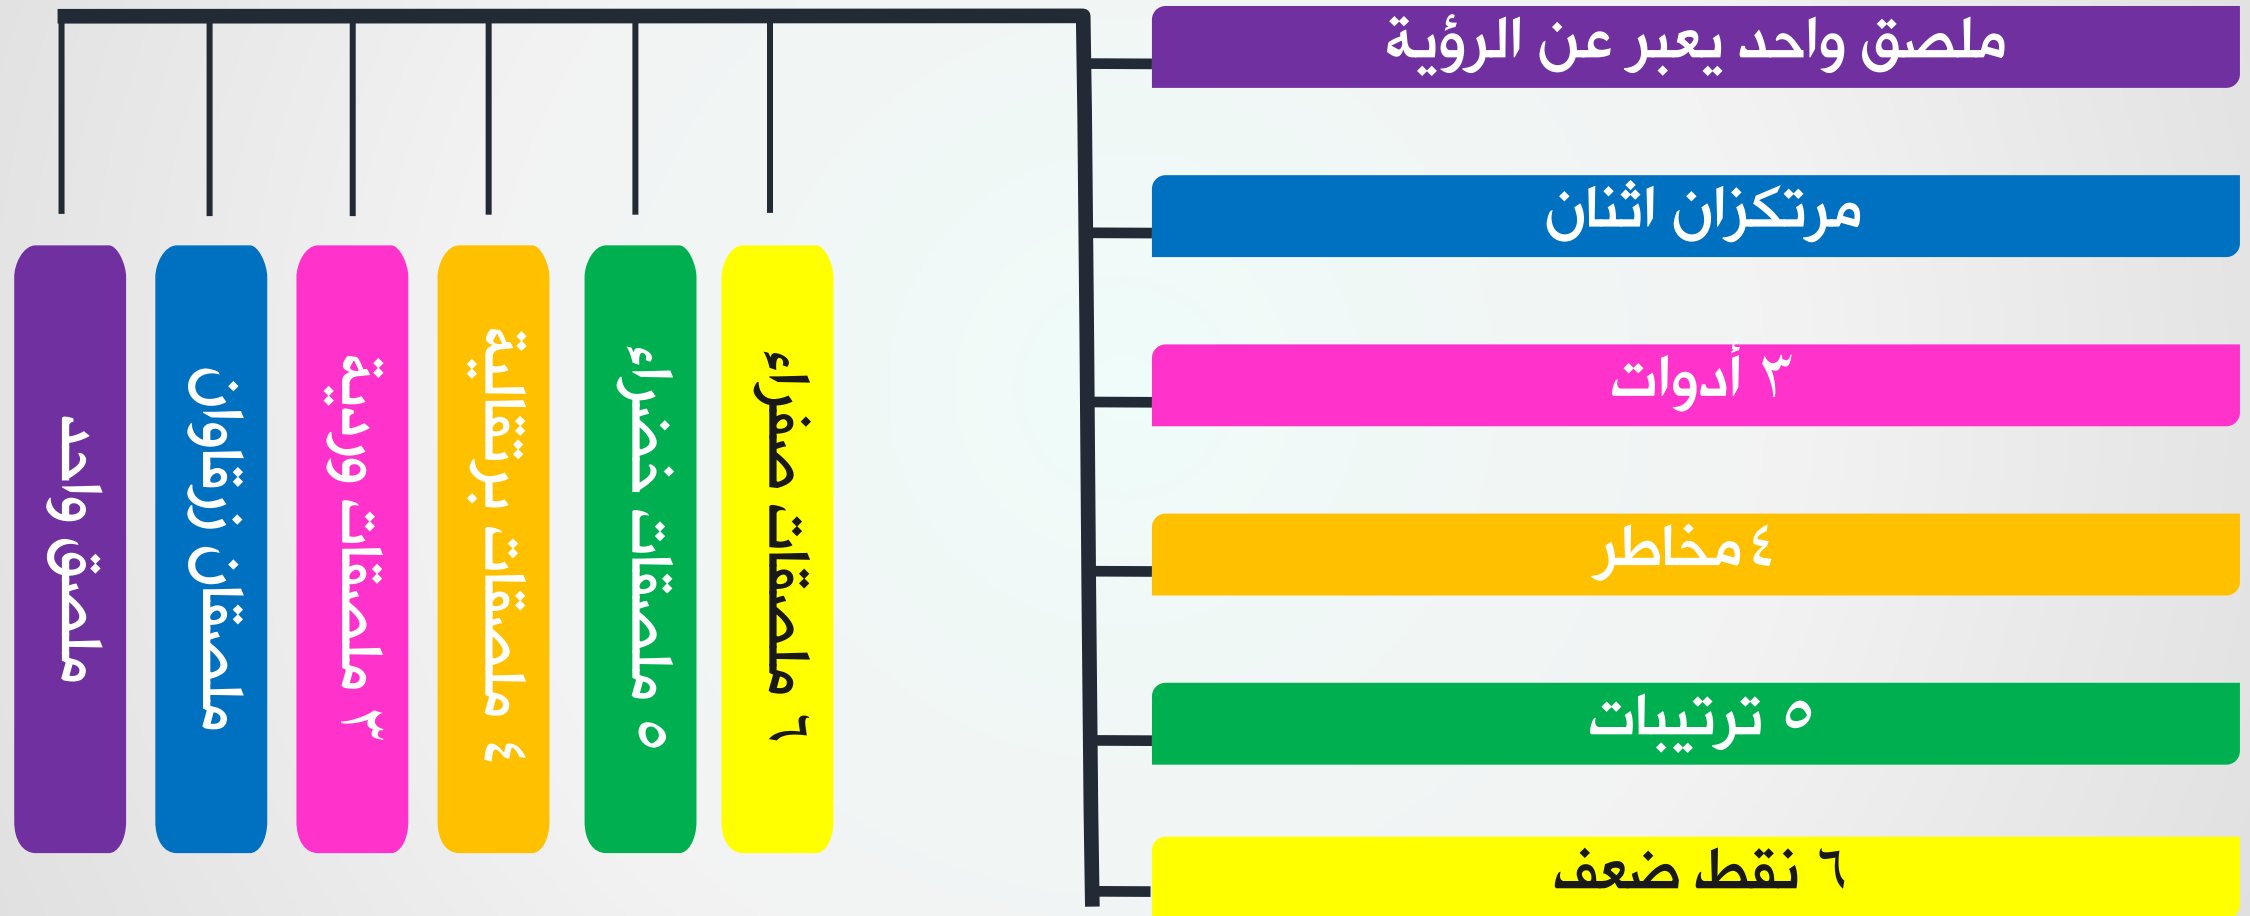 ملصق واحد يعبر عن الرؤية
مرتكزان اثنان
٣ أدوات
٤ مخاطر
٥ ترتيبات
٦ نقط ضعف
٦ ملصقات صفراء
٥ ملصقات خضراء
٤ ملصقات برتقالية
٣ ملصقات وردية
ملصقان زرقاوان
ملصق واحد